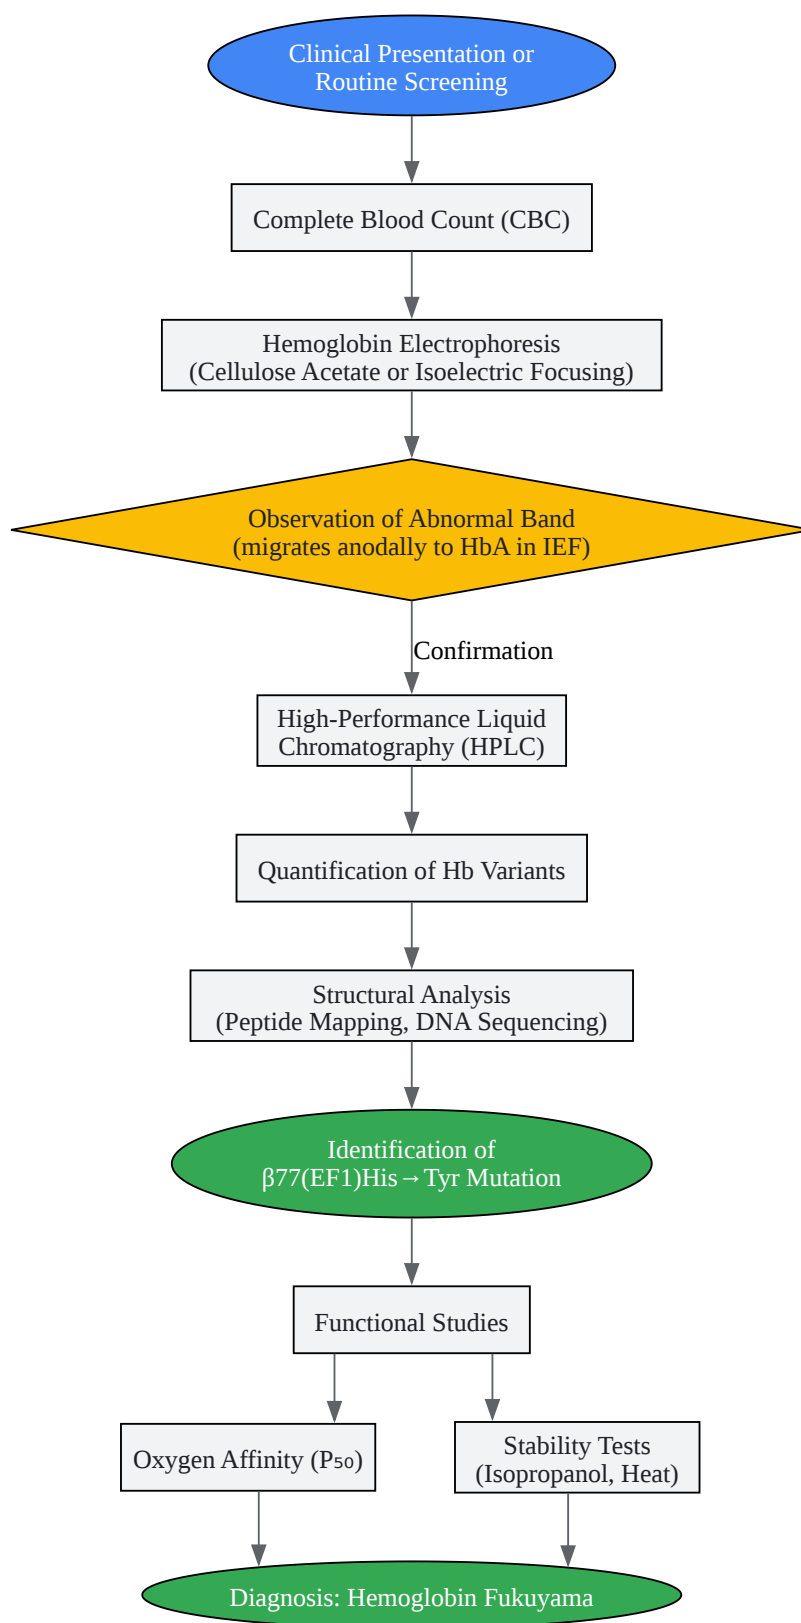 Clinical Presentation or
Routine Screening
Complete Blood Count (CBC)
Hemoglobin Electrophoresis
(Cellulose Acetate or Isoelectric Focusing)
Observation of Abnormal Band
(migrates anodally to HbA in IEF)
Confirmation
High-Performance Liquid
Chromatography (HPLC)
Quantification of Hb Variants
Structural Analysis
(Peptide Mapping, DNA Sequencing)
Identification of
β77(EF1)His→Tyr Mutation
Functional Studies
Oxygen Affinity (P₅₀)
Stability Tests
(Isopropanol, Heat)
Diagnosis: Hemoglobin Fukuyama